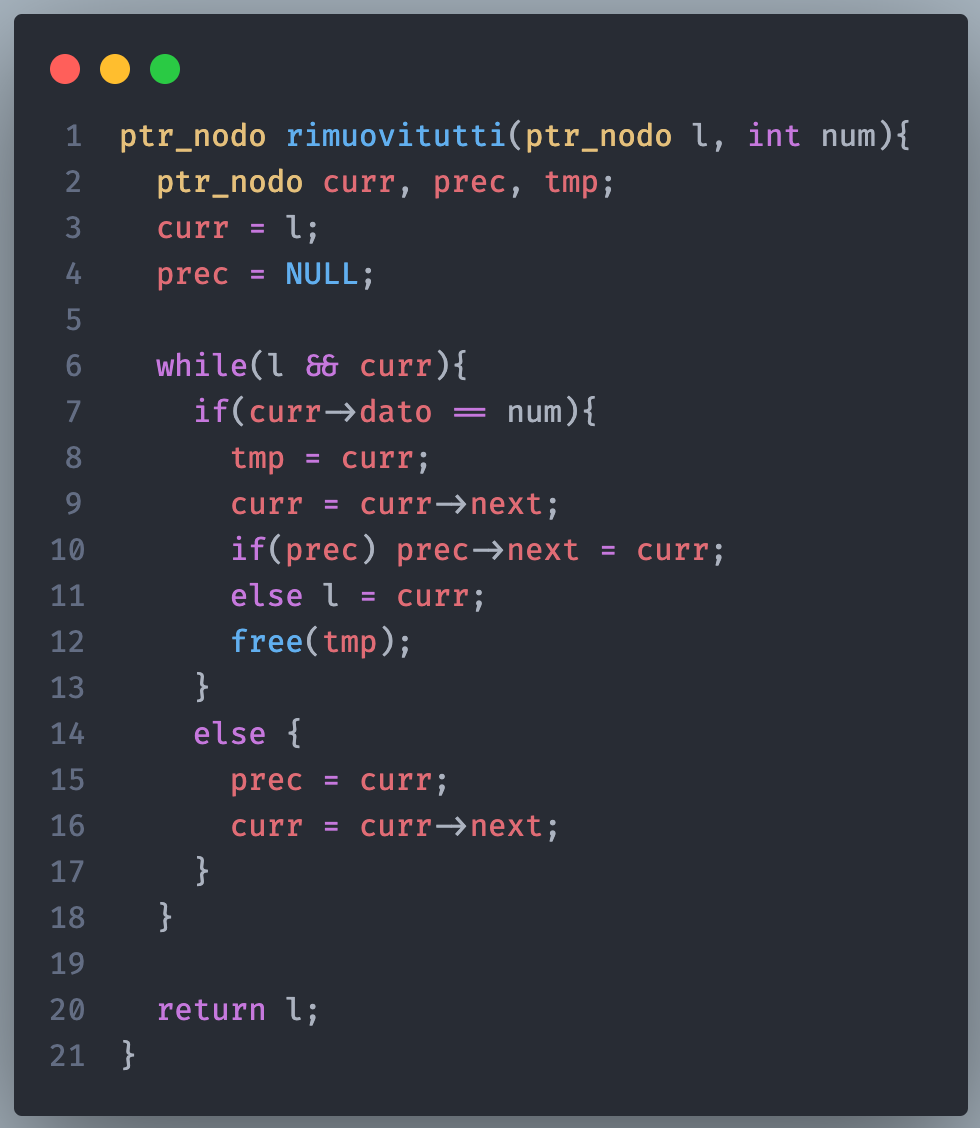 1 ptr_nodo rimuovitutti(ptr_nodo l, int num){
2   ptr_nodo curr, prec, tmp;
3   curr = l;
4   prec = NULL;
5
6   while(l && curr){
7     if(curr->dato == num){
8       tmp = curr;
9       curr = curr->next;
10       if(prec) prec->next = curr;
11       else l = curr;
12       free(tmp);
13     }
14     else {
15       prec = curr;
16       curr = curr->next;
17     }
18   }
19
20   return l;
21 }